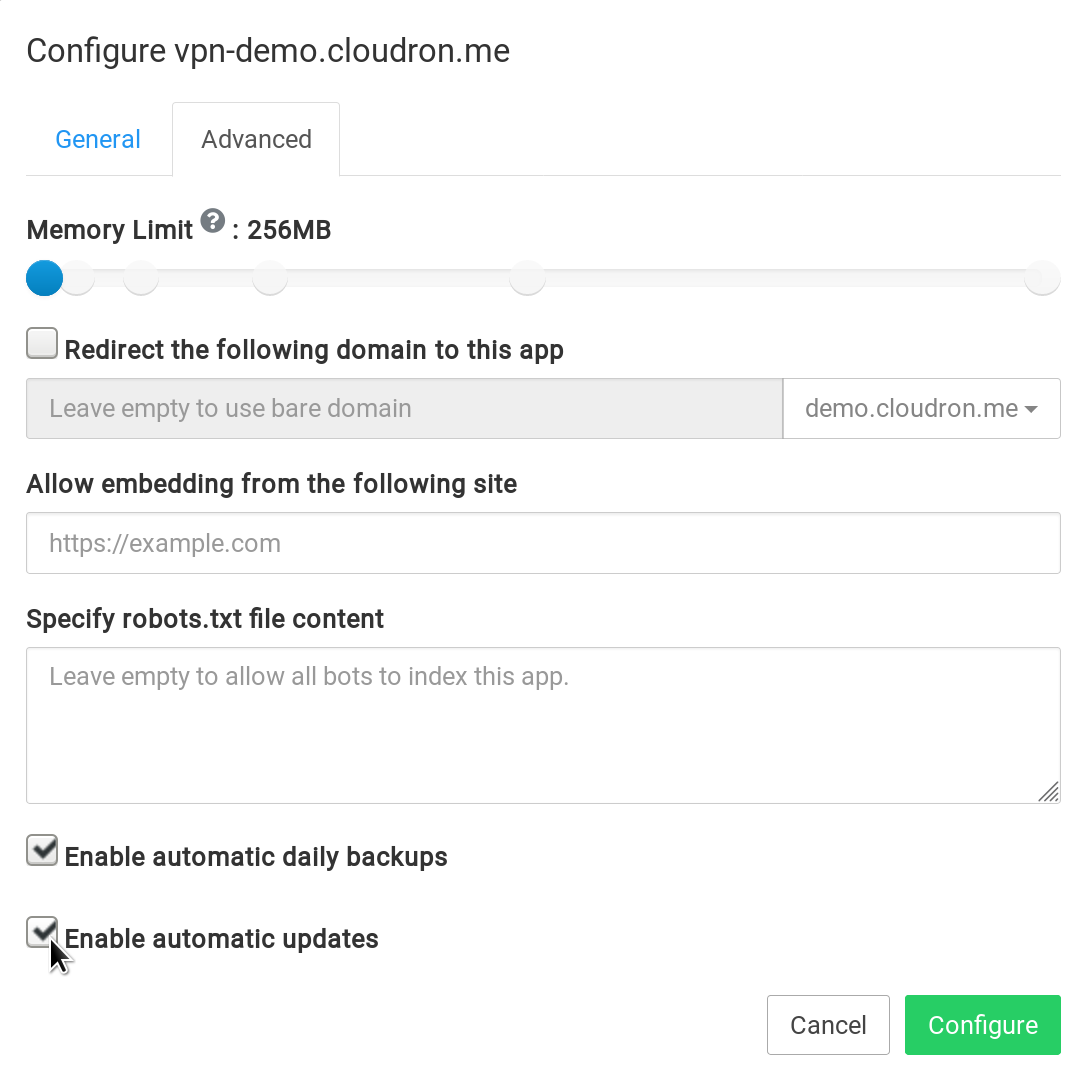 Configure vpn-demo.cloudron.me
General
Advanced
Memory Limit ? : 256MB
Redirect the following domain to this app
Leave empty to use bare domain
demo.cloudron.me
Allow embedding from the following site
https://example.com
Specify robots.txt file content
Leave empty to allow all bots to index this app.
Enable automatic daily backups
Enable automatic updates
Cancel
Configure